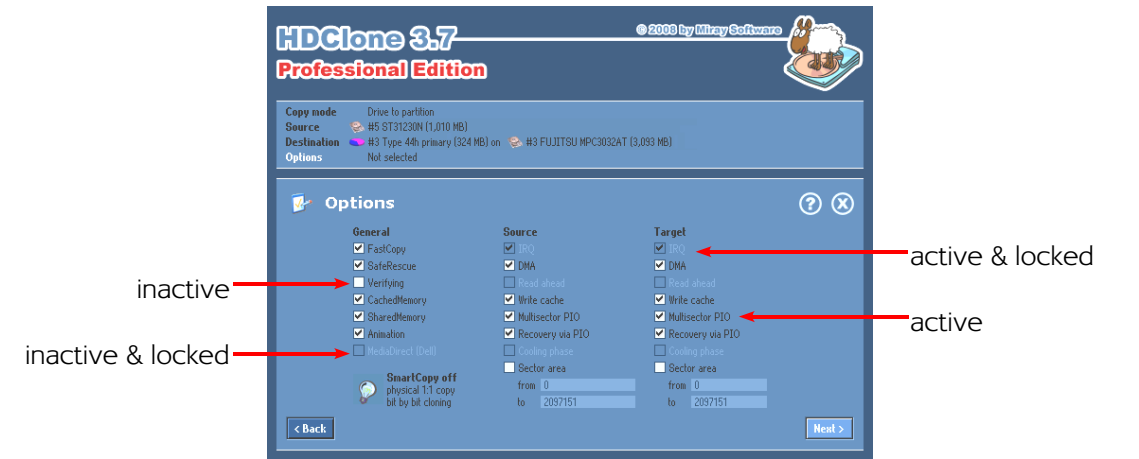 HDClone 3.7
© 2008 by Miray Software
Professional Edition
Copy mode Drive to partition
Source #5 ST31230N (1,010 MB)
Destination #3 Type 44h primary (324 MB) on #3 FUJITSU MPC3032AT (3,093 MB)
Options Not selected
Options
? X
General Source Target
FastCopy IRQ IRQ
active & locked
SafeRescue DMA DMA
inactive
Verifying Read ahead Read ahead
CachedMemory Write cache Write cache
SharedMemory Multisector PIO Multisector PIO
active
Animation Recovery via PIO Recovery via PIO
inactive & locked
MediaDirect (Dell) Cooling phase Cooling phase
Sector area Sector area
SmartCopy off
physical 1:1 copy
bit by bit cloning
from 0 from 0
to 2097151 to 2097151
< Back Next >